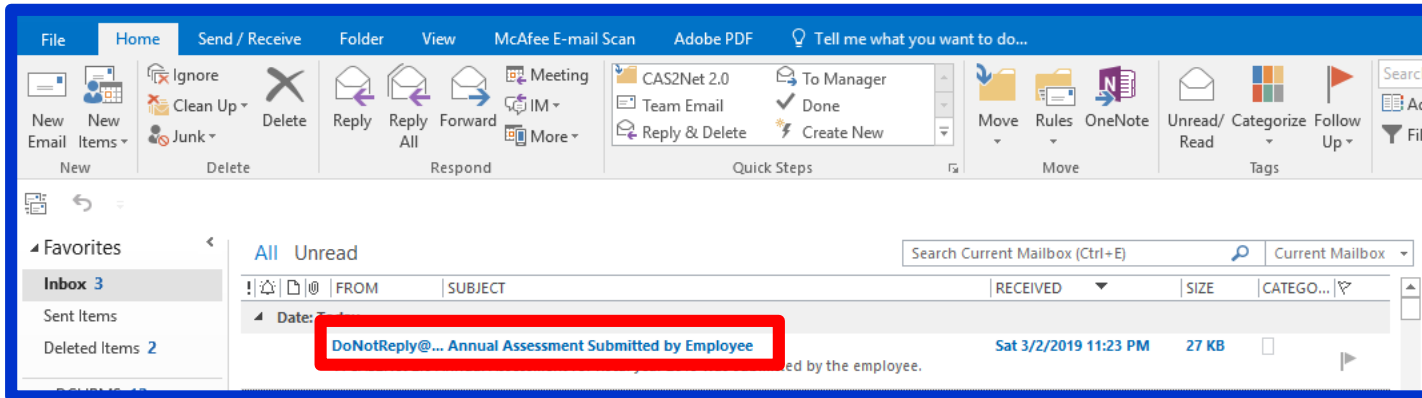 File Home Send / Receive Folder View McAfee E-mail Scan Adobe PDF Tell me what you want to do...
Ignore Meeting CAS2Net 2.0 To Manager
Clean Up IM Team Email Done
New New Delete Reply Reply Forward Move Rules OneNote Unread/ Categorize Follow
Email Items Junk All More Reply & Delete Create New Read Up
New Delete Respond Quick Steps Move Tags
Favorites All Unread Search Current Mailbox (Ctrl+E) Current Mailbox
Inbox 3 ! FROM SUBJECT RECEIVED SIZE CATEGO...
Sent Items Date: Today
Deleted Items 2 DoNotReply@... Annual Assessment Submitted by Employee Sat 3/2/2019 11:23 PM 27 KB
by the employee.